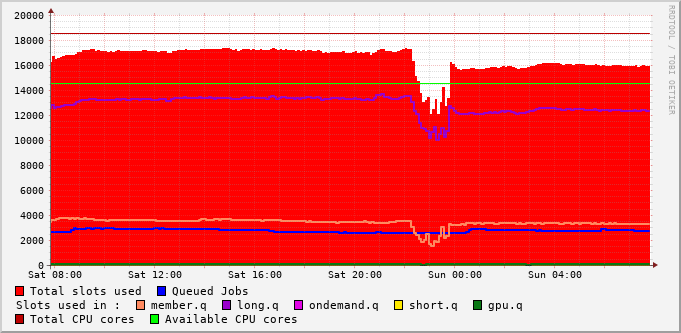 20000
18000
16000
14000
12000
10000
8000
6000
4000
2000
0
Sat 08:00 Sat 12:00 Sat 16:00 Sat 20:00 Sun 00:00 Sun 04:00
Total slots used Queued Jobs
Slots used in : member.q long.q ondemand.q short.q gpu.q
Total CPU cores Available CPU cores
RRDTOOL / TOBI OETIKER